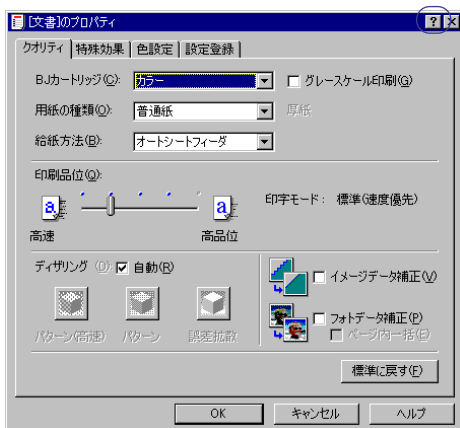 [文書]のプロパティ ? ×
クオリティ 特殊効果 色設定 設定登録
BJカートリッジ(C): カラー グレースケール印刷(G)
用紙の種類(O): 普通紙 厚紙
給紙方法(B): オートシートフィーダ
印刷品位(Q):
あ あ 印字モード: 標準(速度優先)
高速 高品位
ディザリング (D) 自動(R) イメージデータ補正(V)
フォトデータ補正(P)
パターン(高速) パターン 誤差拡散 ページ内一括(E)
標準に戻す(F)
OK キャンセル ヘルプ